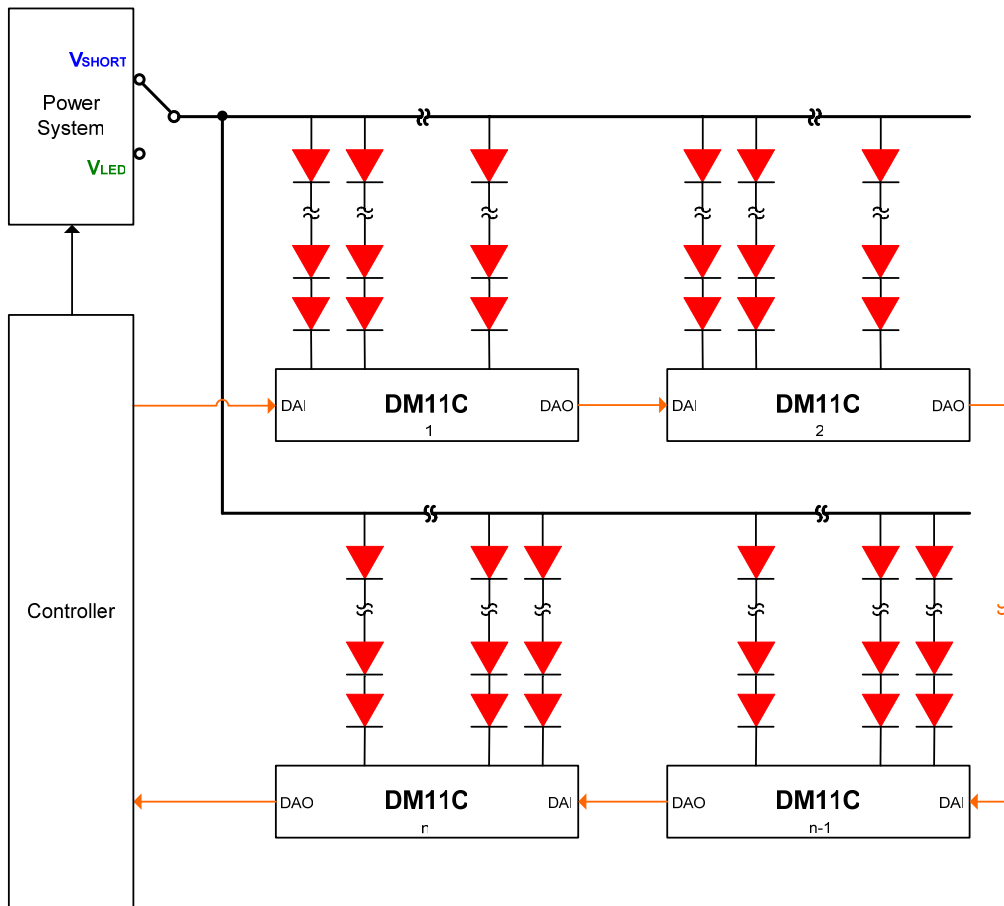 VSHORT
Power
System
VLED
DAI
DM11C
DAO
1
DAI
DM11C
DAO
2
Controller
DAO
DM11C
DAI
n
DAO
DM11C
DAI
n-1